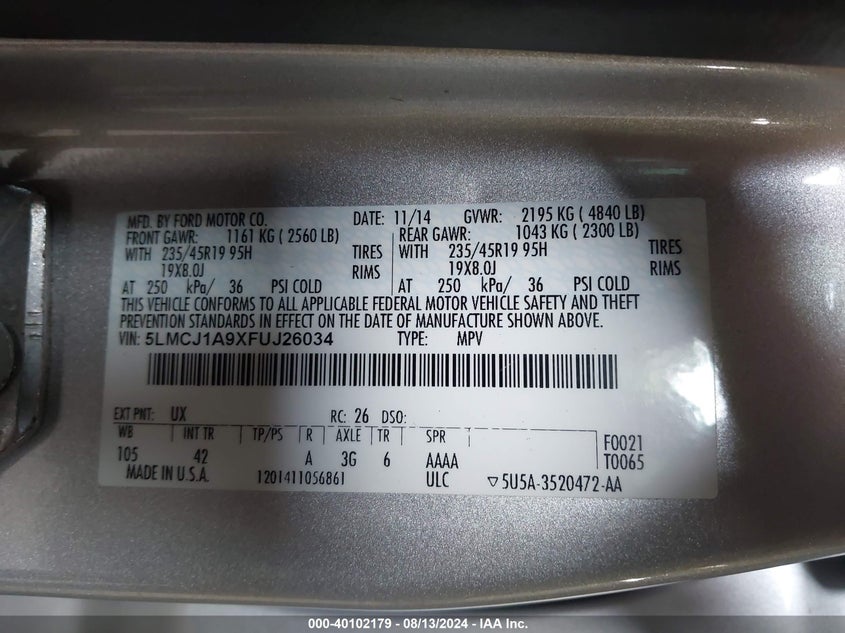 MFD. BY FORD MOTOR CO. DATE: 11/14 GVWR: 2195 KG ( 4840 LB)
FRONT GAWR: 1161 KG ( 2560 LB) REAR GAWR: 1043 KG ( 2300 LB)
WITH 235/45R19 95H TIRES WITH 235/45R19 95H TIRES
19X8.0J RIMS 19X8.0J RIMS
AT 250 kPa/ 36 PSI COLD AT 250 kPa/ 36 PSI COLD
THIS VEHICLE CONFORMS TO ALL APPLICABLE FEDERAL MOTOR VEHICLE SAFETY AND THEFT
PREVENTION STANDARDS IN EFFECT ON THE DATE OF MANUFACTURE SHOWN ABOVE.
VIN: 5LMCJ1A9XFUJ26034 TYPE: MPV
EXT PNT: UX RC: 26 DSO:
WB INT TR TP/PS R AXLE TR SPR F0021
105 42 A 3G 6 AAAA T0065
MADE IN U.S.A. 1201411056861 ULC ▽5U5A-3520472-AA
000-40102179 - 08/13/2024 - IAA Inc.